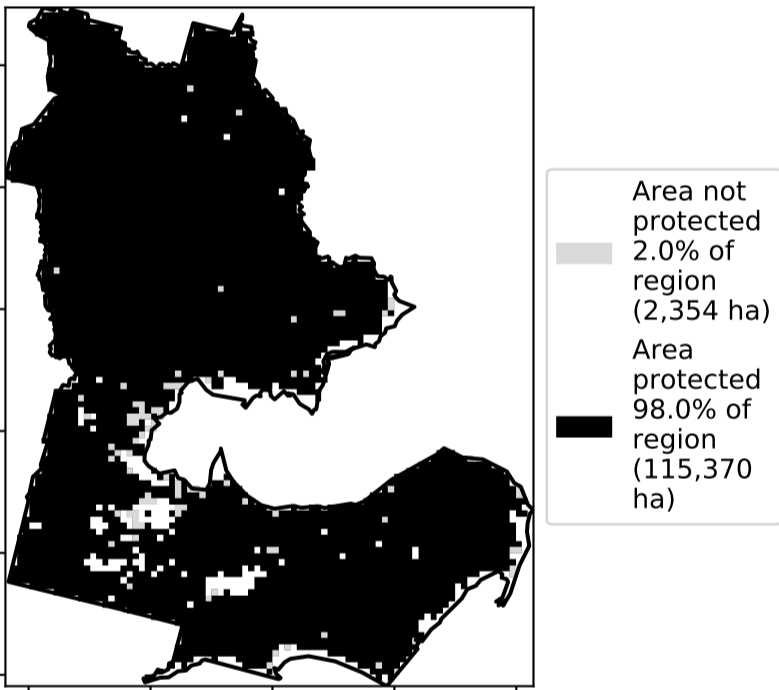 Area not
protected
2.0% of
region
(2,354 ha)
Area
protected
98.0% of
region
(115,370
ha)